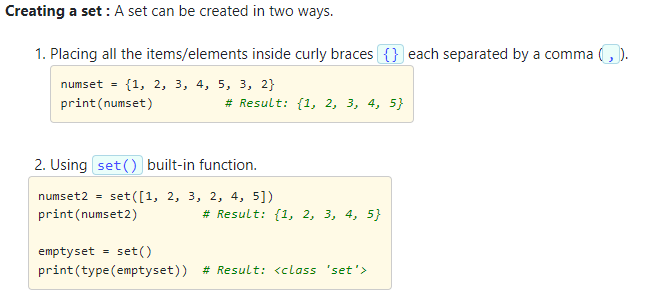 Creating a set : A set can be created in two ways.
1. Placing all the items/elements inside curly braces {} each separated by a comma (,).
numset = {1, 2, 3, 4, 5, 3, 2}
print(numset)          # Result: {1, 2, 3, 4, 5}
2. Using set() built-in function.
numset2 = set([1, 2, 3, 2, 4, 5])
print(numset2)         # Result: {1, 2, 3, 4, 5}
emptyset = set()
print(type(emptyset))  # Result: <class 'set'>